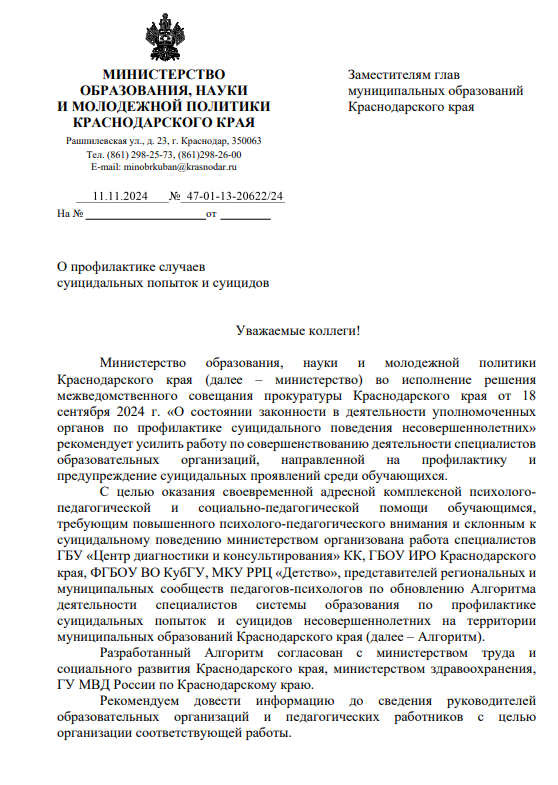 МИНИСТЕРСТВО
ОБРАЗОВАНИЯ, НАУКИ
И МОЛОДЕЖНОЙ ПОЛИТИКИ
КРАСНОДАРСКОГО КРАЯ
Рашпилевская ул., д. 23, г. Краснодар, 350063
Тел. (861) 298-25-73, (861)298-26-00
E-mail: minobrkuban@krasnodar.ru
11.11.2024 № 47-01-13-20622/24
На № от
Заместителям глав
муниципальных образований
Краснодарского края
О профилактике случаев
суицидальных попыток и суицидов
Уважаемые коллеги!
Министерство образования, науки и молодежной политики
Краснодарского края (далее – министерство) во исполнение решения
межведомственного совещания прокуратуры Краснодарского края от 18
сентября 2024 г. «О состоянии законности в деятельности уполномоченных
органов по профилактике суицидального поведения несовершеннолетних»
рекомендует усилить работу по совершенствованию деятельности специалистов
образовательных организаций, направленной на профилактику и
предупреждение суицидальных проявлений среди обучающихся.
С целью оказания своевременной адресной комплексной психолого-
педагогической и социально-педагогической помощи обучающимся,
требующим повышенного психолого-педагогического внимания и склонным к
суицидальному поведению министерством организована работа специалистов
ГБУ «Центр диагностики и консультирования» КК, ГБОУ ИРО Краснодарского
края, ФГБОУ ВО КубГУ, МКУ РРЦ «Детство», представителей региональных и
муниципальных сообществ педагогов-психологов по обновлению Алгоритма
деятельности специалистов системы образования по профилактике
суицидальных попыток и суицидов несовершеннолетних на территории
муниципальных образований Краснодарского края (далее – Алгоритм).
Разработанный Алгоритм согласован с министерством труда и
социального развития Краснодарского края, министерством здравоохранения,
ГУ МВД России по Краснодарскому краю.
Рекомендуем довести информацию до сведения руководителей
образовательных организаций и педагогических работников с целью
организации соответствующей работы.